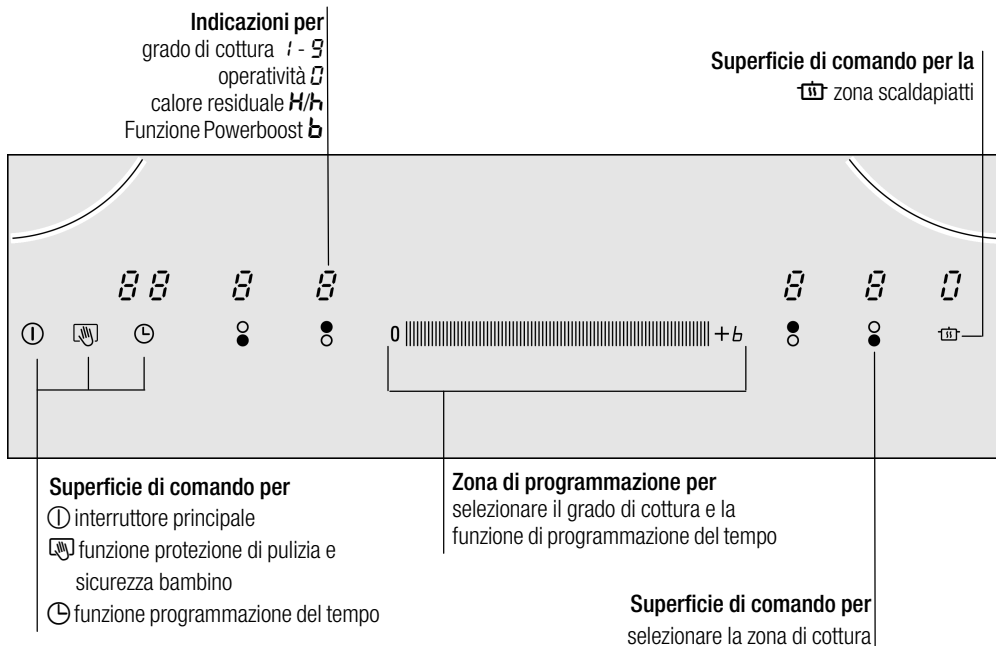 Indicazioni per
grado di cottura 1 - 9
operatività 0
calore residuale H/h
Funzione Powerboost b
Superficie di comando per la
zona scaldapiatti
88 8 8 8 8 0
0 +b
Superficie di comando per
interruttore principale
funzione protezione di pulizia e
sicurezza bambino
funzione programmazione del tempo
Zona di programmazione per
selezionare il grado di cottura e la
funzione di programmazione del tempo
Superficie di comando per
selezionare la zona di cottura